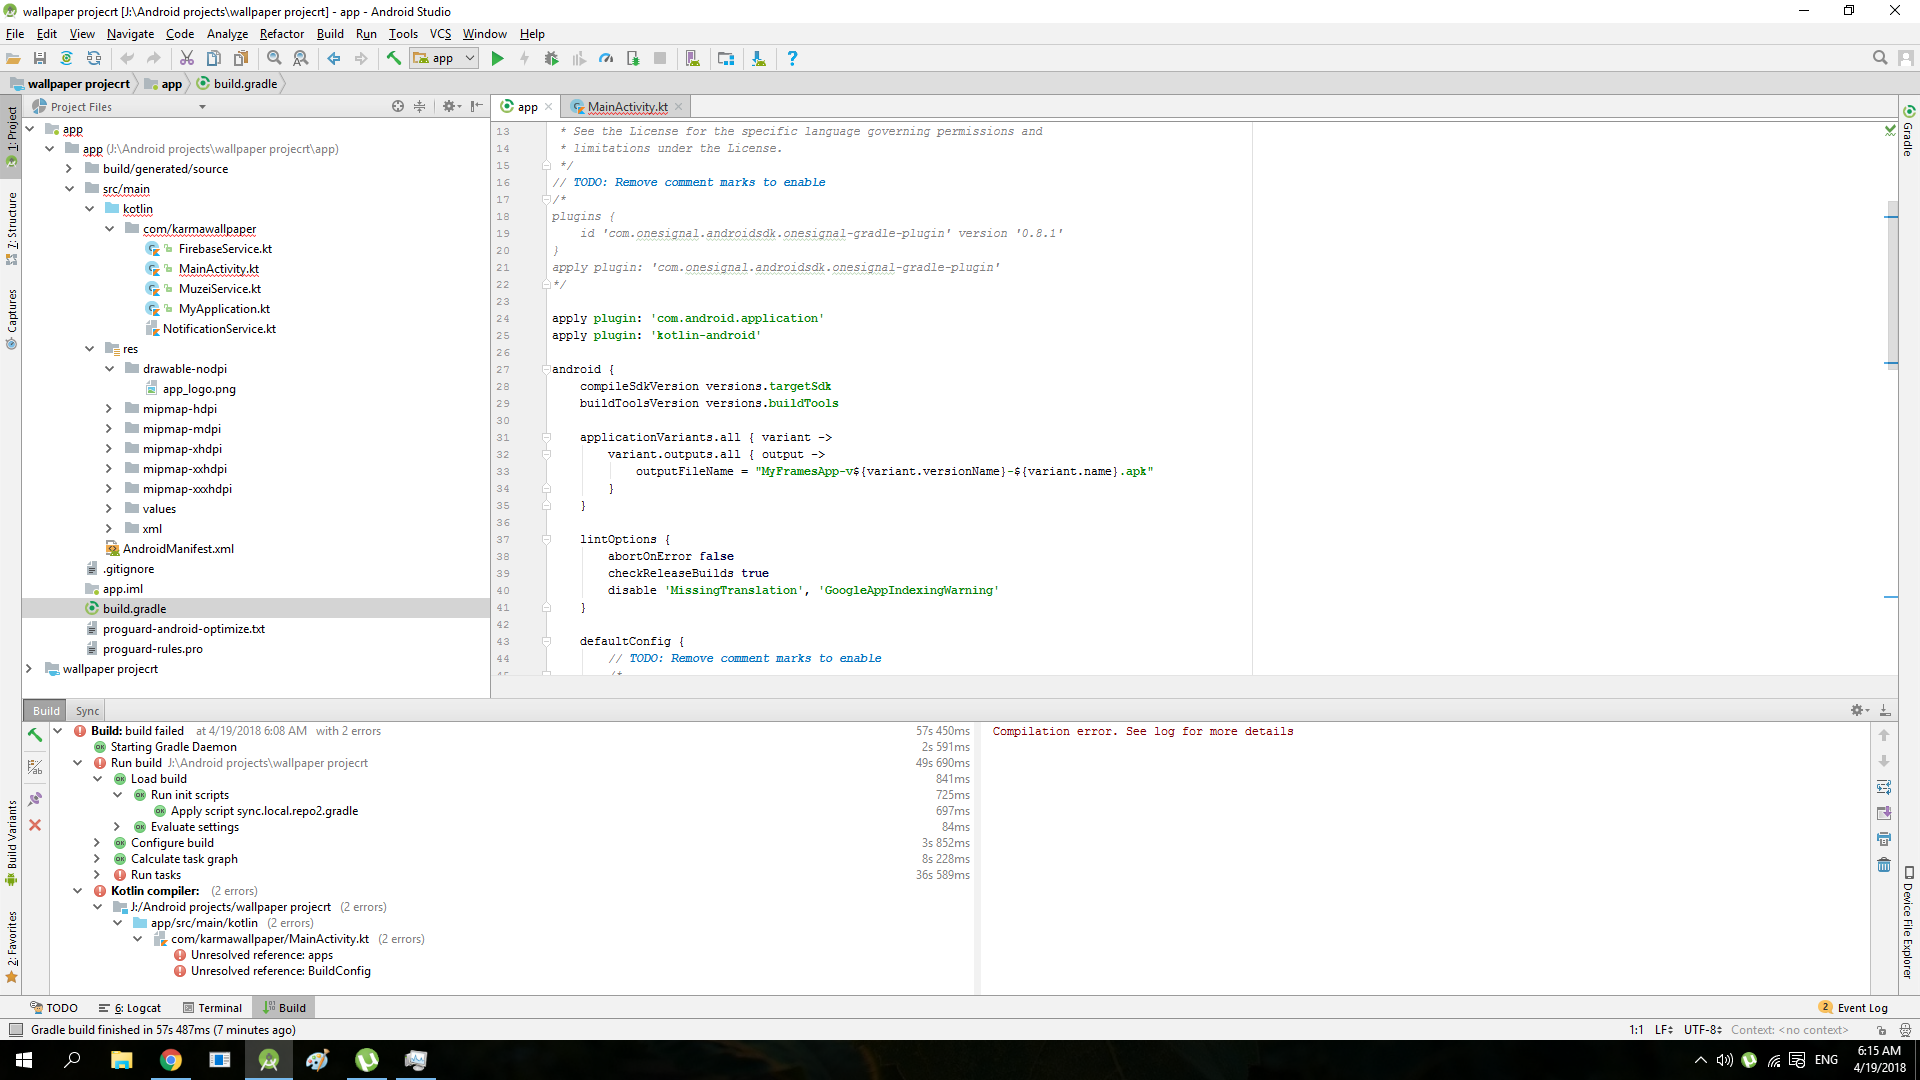 wallpaper projecrt [J:\Android projects\wallpaper projecrt] - app - Android Studio
File Edit View Navigate Code Analyze Refactor Build Run Tools VCS Window Help
app
wallpaper projecrt app build.gradle
Project Files
app MainActivity.kt
1: Project
7: Structure
Captures
Build Variants
2: Favorites
Gradle
Device File Explorer
app
app (J:\Android projects\wallpaper projecrt\app)
build/generated/source
src/main
kotlin
com/karmawallpaper
FirebaseService.kt
MainActivity.kt
MuzeiService.kt
MyApplication.kt
NotificationService.kt
res
drawable-nodpi
app_logo.png
mipmap-hdpi
mipmap-mdpi
mipmap-xhdpi
mipmap-xxhdpi
mipmap-xxxhdpi
values
xml
AndroidManifest.xml
.gitignore
app.iml
build.gradle
proguard-android-optimize.txt
proguard-rules.pro
wallpaper projecrt
13 * See the License for the specific language governing permissions and
14 * limitations under the License.
15 */
16 // TODO: Remove comment marks to enable
17 /*
18 plugins {
19 id 'com.onesignal.androidsdk.onesignal-gradle-plugin' version '0.8.1'
20 }
21 apply plugin: 'com.onesignal.androidsdk.onesignal-gradle-plugin'
22 */
23
24 apply plugin: 'com.android.application'
25 apply plugin: 'kotlin-android'
26
27 android {
28 compileSdkVersion versions.targetSdk
29 buildToolsVersion versions.buildTools
30
31 applicationVariants.all { variant ->
32 variant.outputs.all { output ->
33 outputFileName = "MyFramesApp-v${variant.versionName}-${variant.name}.apk"
34 }
35 }
36
37 lintOptions {
38 abortOnError false
39 checkReleaseBuilds true
40 disable 'MissingTranslation', 'GoogleAppIndexingWarning'
41 }
42
43 defaultConfig {
44 // TODO: Remove comment marks to enable
45 /*
Build Sync
Build: build failed at 4/19/2018 6:08 AM with 2 errors 57s 450ms
Starting Gradle Daemon 2s 591ms
Run build J:\Android projects\wallpaper projecrt 49s 690ms
Load build 841ms
Run init scripts 725ms
Apply script sync.local.repo2.gradle 697ms
Evaluate settings 84ms
Configure build 3s 852ms
Calculate task graph 8s 228ms
Run tasks 36s 589ms
Kotlin compiler: (2 errors)
J:/Android projects/wallpaper projecrt (2 errors)
app/src/main/kotlin (2 errors)
com/karmawallpaper/MainActivity.kt (2 errors)
Unresolved reference: apps
Unresolved reference: BuildConfig
Compilation error. See log for more details
TODO 6: Logcat Terminal Build 2 Event Log
Gradle build finished in 57s 487ms (7 minutes ago) 1:1 LF UTF-8 Context: <no context>
ENG 6:15 AM
4/19/2018